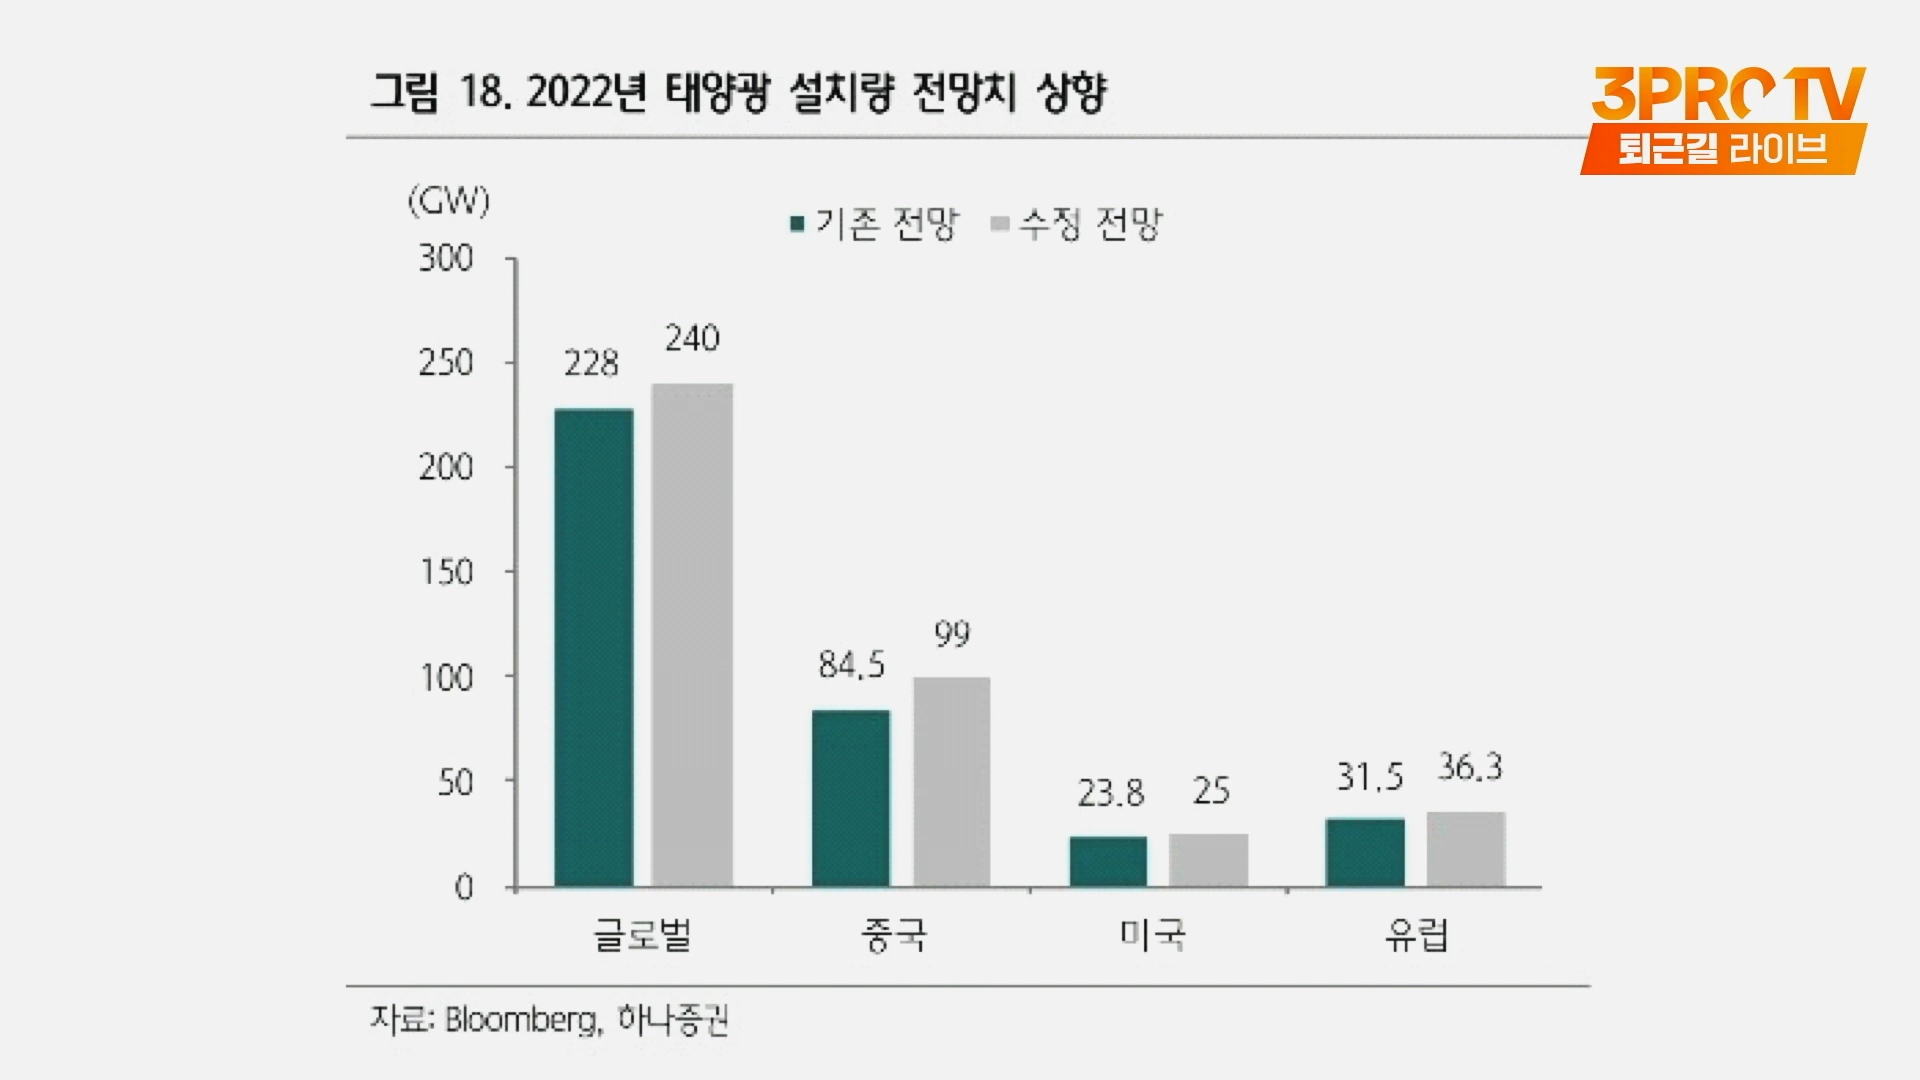 그림 18. 2022년 태양광 설치량 전망치 상향
3PRO TV
퇴근길 라이브
(GW)
기존 전망 수정 전망
300
250
200
150
100
50
0
228
240
84.5
99
23.8
25
31.5
36.3
글로벌 중국 미국 유럽
자료: Bloomberg, 하나증권